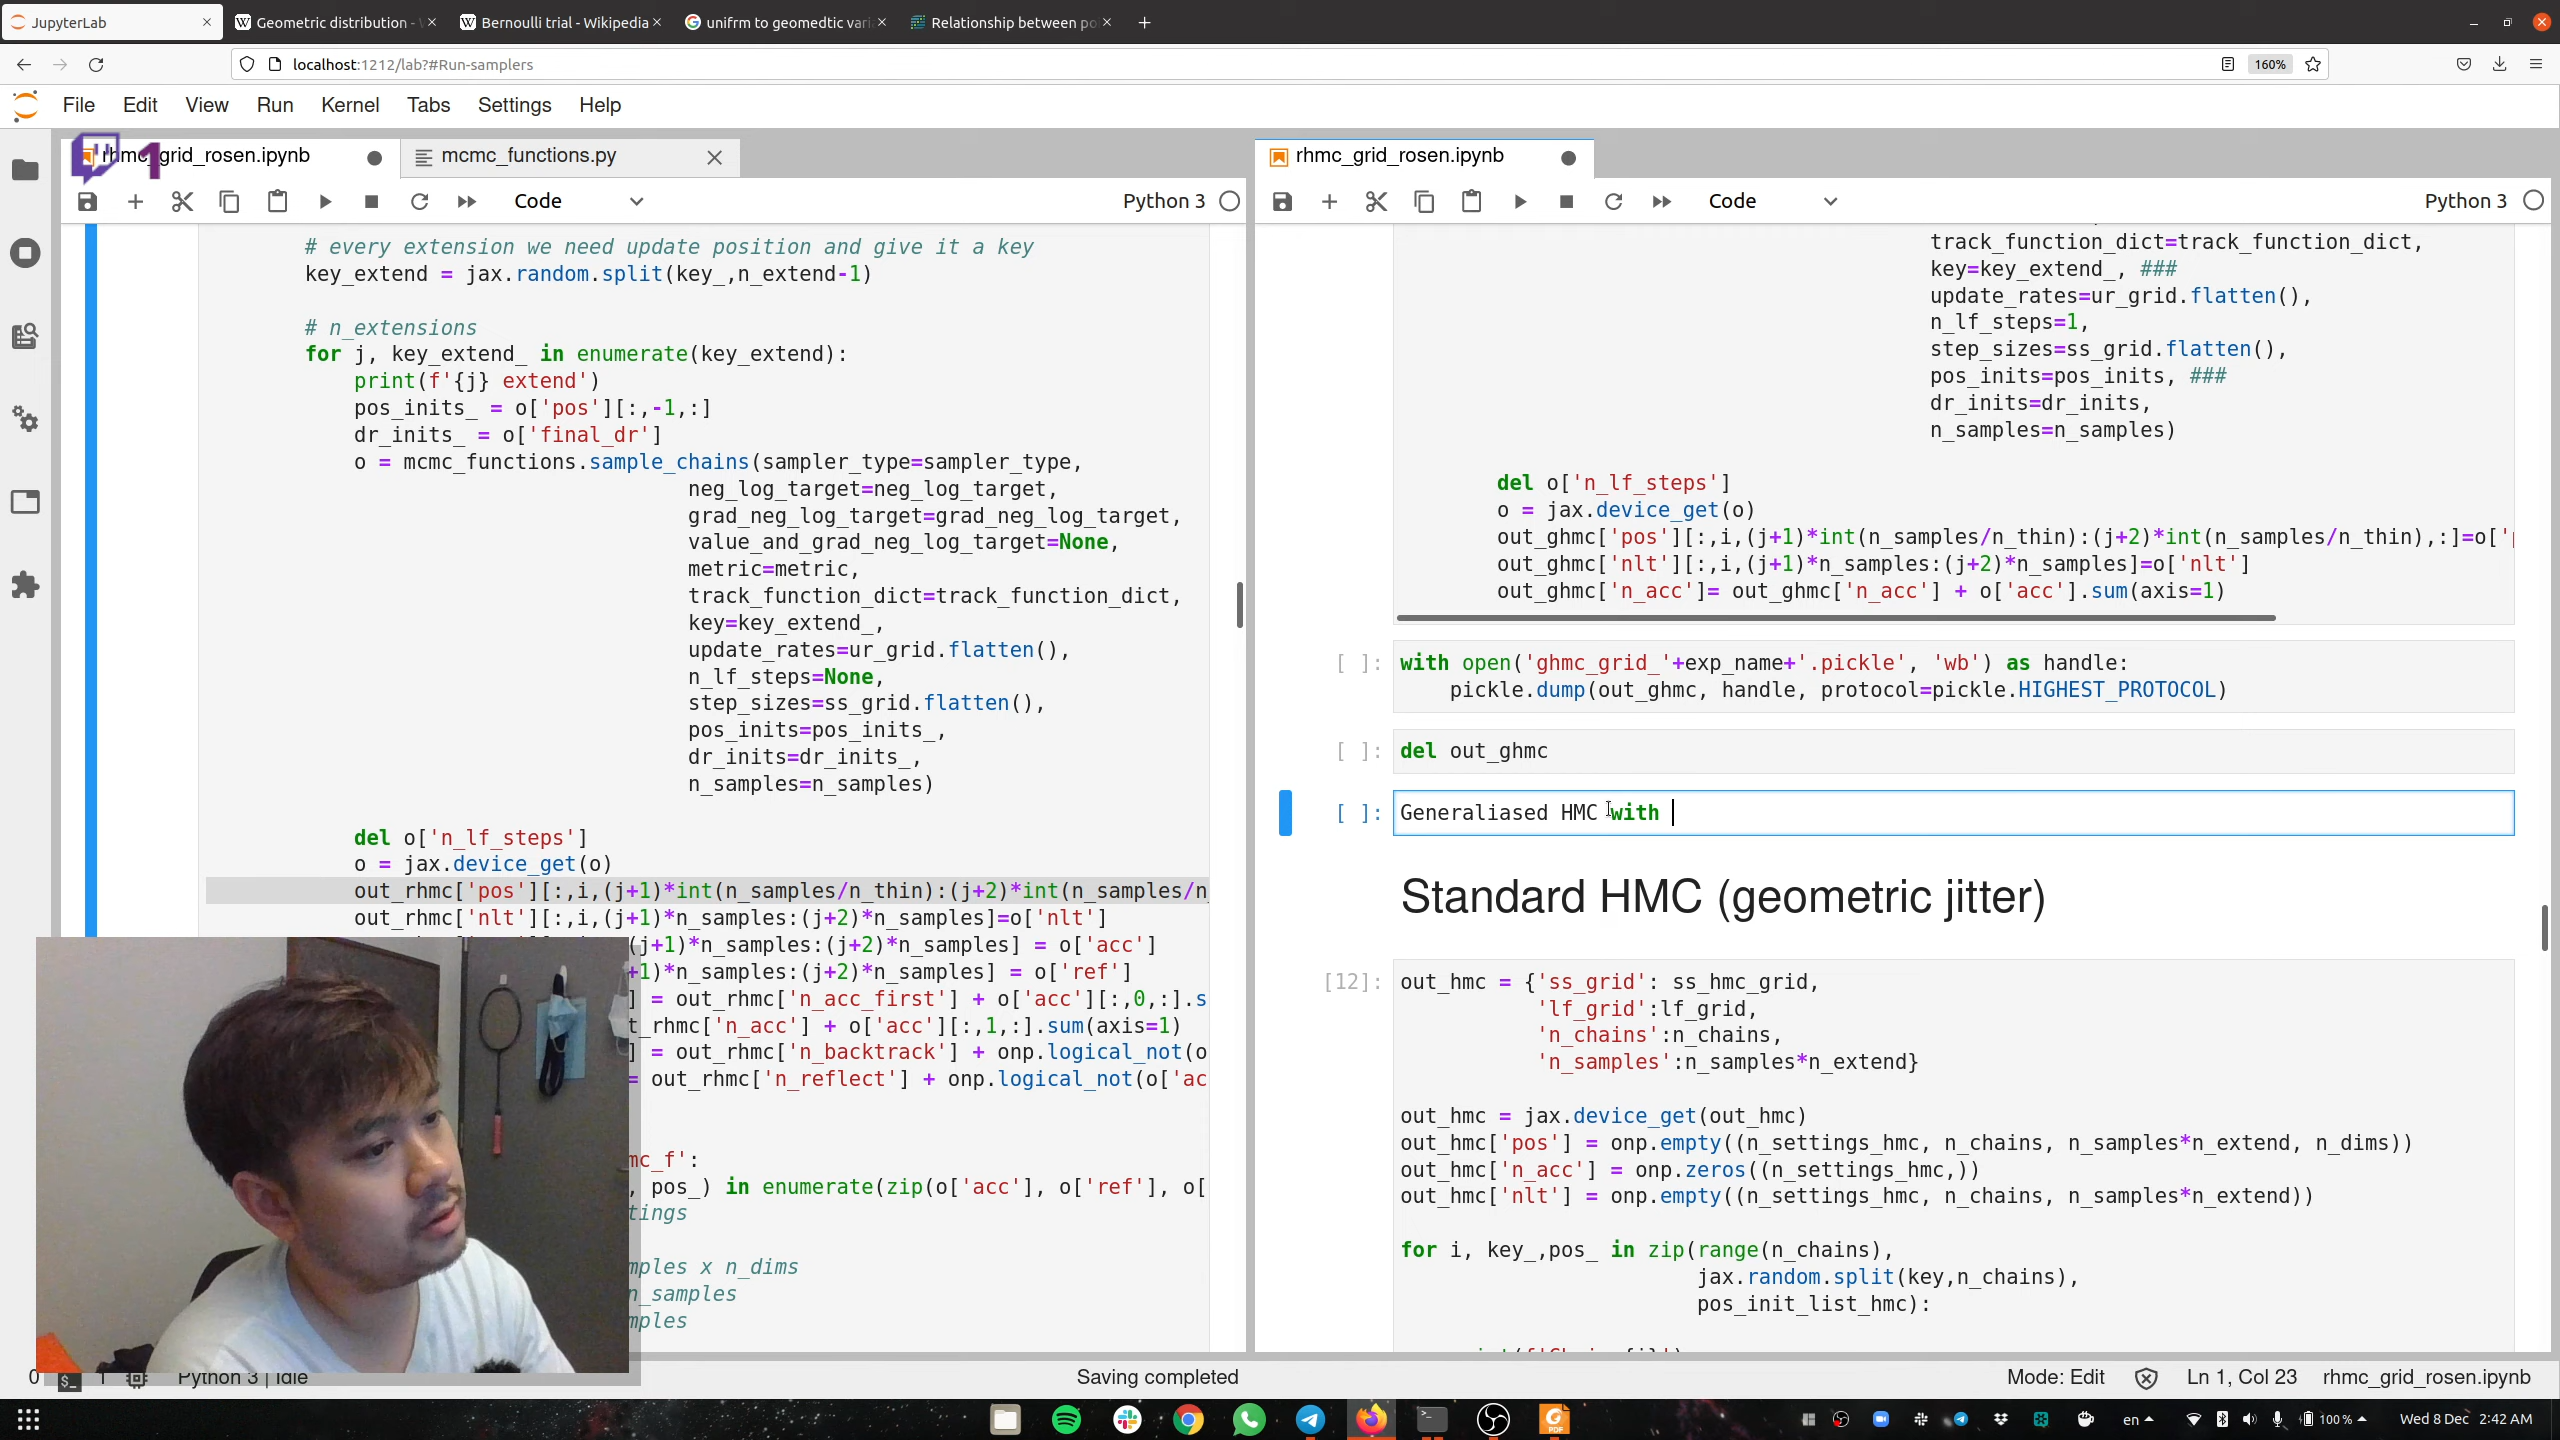 JupyterLab
Geometric distribution -
Bernoulli trial - Wikipedia
unifrm to geomedtic vari
Relationship between po
localhost:1212/lab?#Run-samplers
160%
File Edit View Run Kernel Tabs Settings Help
rhmc_grid_rosen.ipynb
1
mcmc_functions.py
Code
Python 3
# every extension we need update position and give it a key
key_extend = jax.random.split(key_,n_extend-1)
# n_extensions
for j, key_extend_ in enumerate(key_extend):
print(f'{j} extend')
pos_inits_ = o['pos'][:,-1,:]
dr_inits_ = o['final_dr']
o = mcmc_functions.sample_chains(sampler_type=sampler_type,
neg_log_target=neg_log_target,
grad_neg_log_target=grad_neg_log_target,
value_and_grad_neg_log_target=None,
metric=metric,
track_function_dict=track_function_dict,
key=key_extend_,
update_rates=ur_grid.flatten(),
n_lf_steps=None,
step_sizes=ss_grid.flatten(),
pos_inits=pos_inits_,
dr_inits=dr_inits_,
n_samples=n_samples)
del o['n_lf_steps']
o = jax.device_get(o)
out_rhmc['pos'][:,i,(j+1)*int(n_samples/n_thin):(j+2)*int(n_samples/n
out_rhmc['nlt'][:,i,(j+1)*n_samples:(j+2)*n_samples]=o['nlt']
(j+1)*n_samples:(j+2)*n_samples] = o['acc']
+1)*n_samples:(j+2)*n_samples] = o['ref']
] = out_rhmc['n_acc_first'] + o['acc'][:,0,:].s
t_rhmc['n_acc'] + o['acc'][:,1,:].sum(axis=1)
] = out_rhmc['n_backtrack'] + onp.logical_not(o
= out_rhmc['n_reflect'] + onp.logical_not(o['ac
mc_f':
, pos_) in enumerate(zip(o['acc'], o['ref'], o[
tings
mples x n_dims
n_samples
mples
rhmc_grid_rosen.ipynb
Code
Python 3
track_function_dict=track_function_dict,
key=key_extend_, ###
update_rates=ur_grid.flatten(),
n_lf_steps=1,
step_sizes=ss_grid.flatten(),
pos_inits=pos_inits, ###
dr_inits=dr_inits,
n_samples=n_samples)
del o['n_lf_steps']
o = jax.device_get(o)
out_ghmc['pos'][:,i,(j+1)*int(n_samples/n_thin):(j+2)*int(n_samples/n_thin),:]=o['p
out_ghmc['nlt'][:,i,(j+1)*n_samples:(j+2)*n_samples]=o['nlt']
out_ghmc['n_acc']= out_ghmc['n_acc'] + o['acc'].sum(axis=1)
[ ]: with open('ghmc_grid_'+exp_name+'.pickle', 'wb') as handle:
pickle.dump(out_ghmc, handle, protocol=pickle.HIGHEST_PROTOCOL)
[ ]: del out_ghmc
[ ]: Generaliased HMC with
Standard HMC (geometric jitter)
[12]: out_hmc = {'ss_grid': ss_hmc_grid,
'lf_grid':lf_grid,
'n_chains':n_chains,
'n_samples':n_samples*n_extend}
out_hmc = jax.device_get(out_hmc)
out_hmc['pos'] = onp.empty((n_settings_hmc, n_chains, n_samples*n_extend, n_dims))
out_hmc['n_acc'] = onp.zeros((n_settings_hmc,))
out_hmc['nlt'] = onp.empty((n_settings_hmc, n_chains, n_samples*n_extend))
for i, key_,pos_ in zip(range(n_chains),
jax.random.split(key,n_chains),
pos_init_list_hmc):
0 1 Python 3 | Idle
Saving completed
Mode: Edit
Ln 1, Col 23
rhmc_grid_rosen.ipynb
en
100 %
Wed 8 Dec 2:42 AM